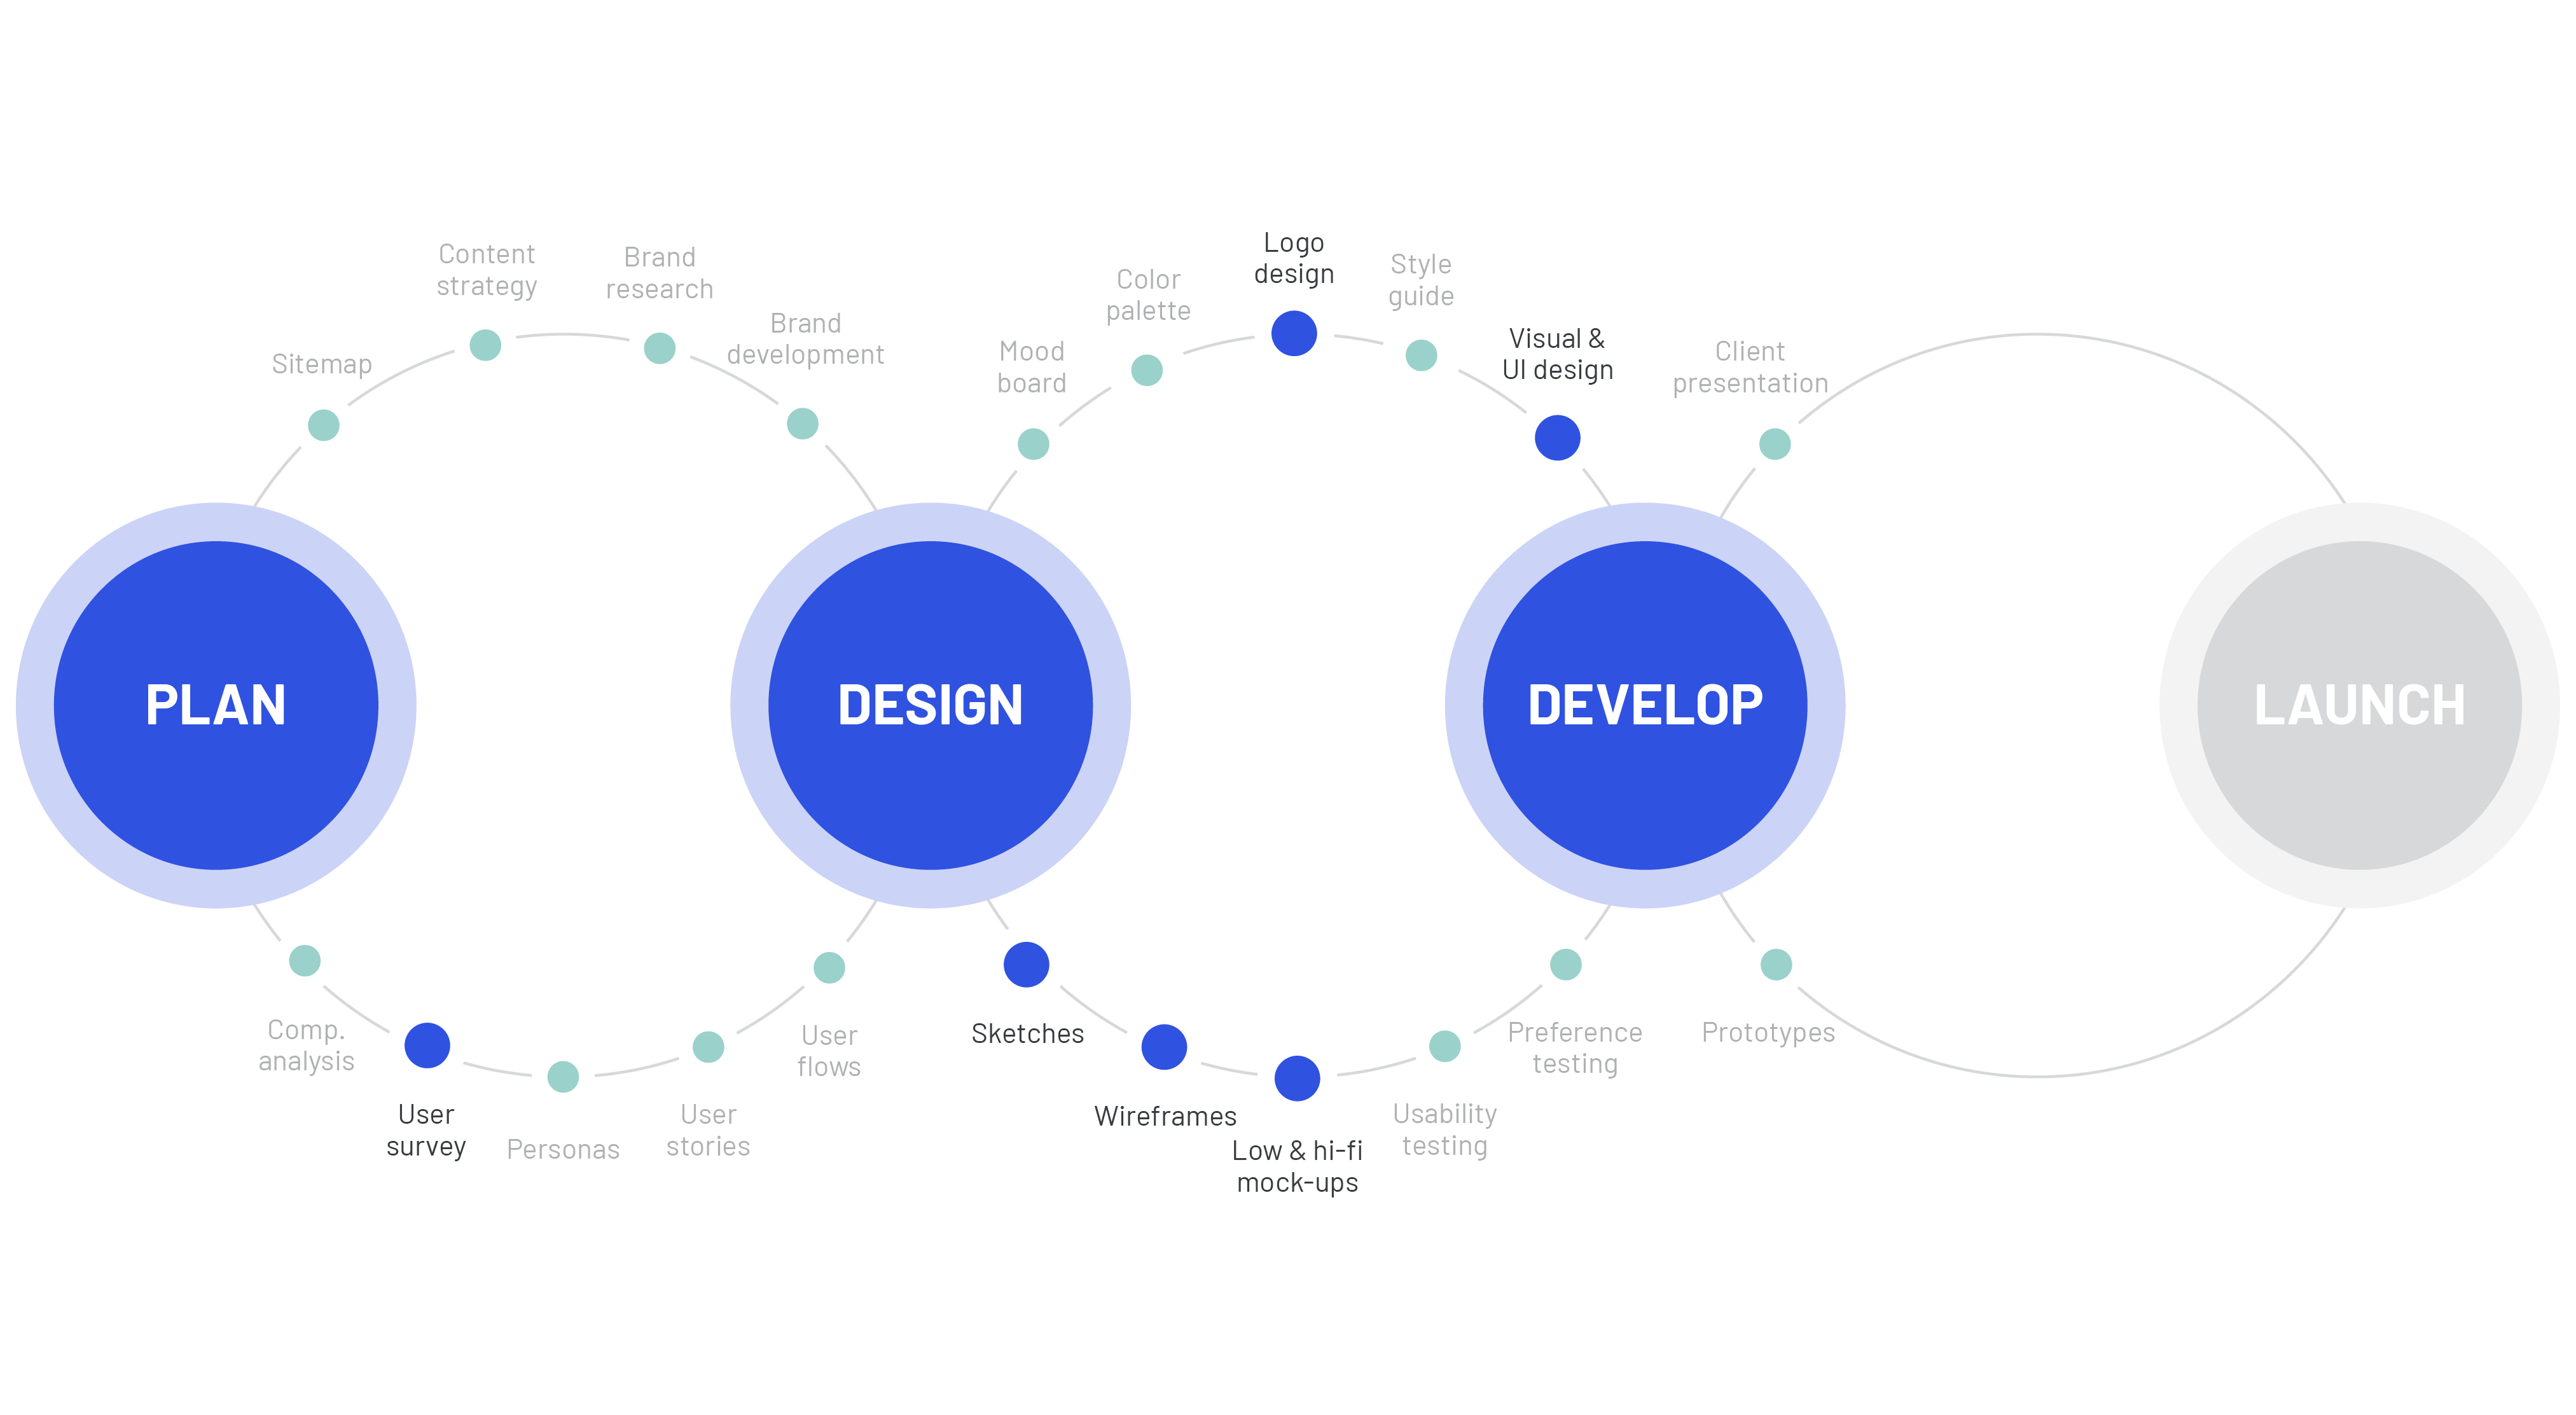 Content
strategy
Brand
research
Sitemap
Brand
development
Mood
board
Color
palette
Logo
design
Style
guide
Visual &
UI design
Client
presentation
PLAN
DESIGN
DEVELOP
LAUNCH
Comp.
analysis
User
survey
Personas
User
stories
User
flows
Sketches
Wireframes
Low & hi-fi
mock-ups
Usability
testing
Preference
testing
Prototypes